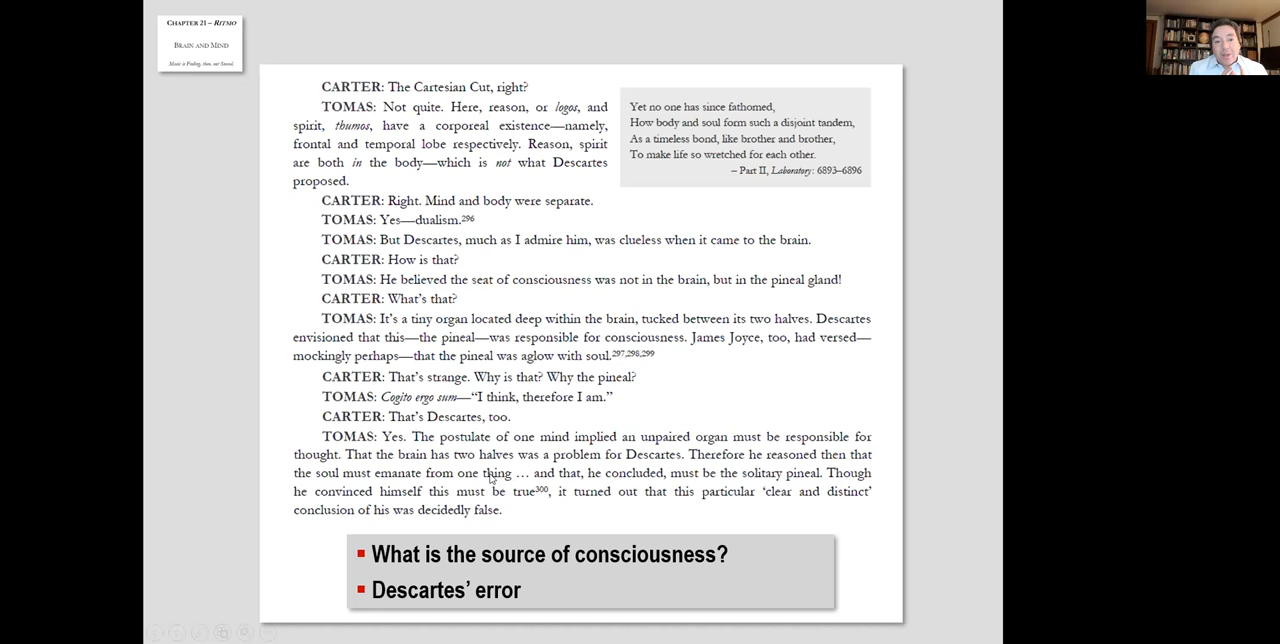 CHAPTER 21 – RITMO
BRAIN AND MIND
Music is Finding, then, our Sound.
CARTER: The Cartesian Cut, right?
TOMAS: Not quite. Here, reason, or logos, and
spirit, thumos, have a corporeal existence—namely,
frontal and temporal lobe respectively. Reason, spirit
are both in the body—which is not what Descartes
proposed.
Yet no one has since fathomed,
How body and soul form such a disjoint tandem,
As a timeless bond, like brother and brother,
To make life so wretched for each other.
– Part II, Laboratory: 6893–6896
CARTER: Right. Mind and body were separate.
TOMAS: Yes—dualism.296
TOMAS: But Descartes, much as I admire him, was clueless when it came to the brain.
CARTER: How is that?
TOMAS: He believed the seat of consciousness was not in the brain, but in the pineal gland!
CARTER: What's that?
TOMAS: It's a tiny organ located deep within the brain, tucked between its two halves. Descartes
envisioned that this—the pineal—was responsible for consciousness. James Joyce, too, had versed—
mockingly perhaps—that the pineal was aglow with soul.297,298,299
CARTER: That's strange. Why is that? Why the pineal?
TOMAS: Cogito ergo sum—“I think, therefore I am.”
CARTER: That's Descartes, too.
TOMAS: Yes. The postulate of one mind implied an unpaired organ must be responsible for
thought. That the brain has two halves was a problem for Descartes. Therefore he reasoned then that
the soul must emanate from one thing … and that, he concluded, must be the solitary pineal. Though
he convinced himself this must be true300, it turned out that this particular ‘clear and distinct’
conclusion of his was decidedly false.
▪ What is the source of consciousness?
▪ Descartes’ error